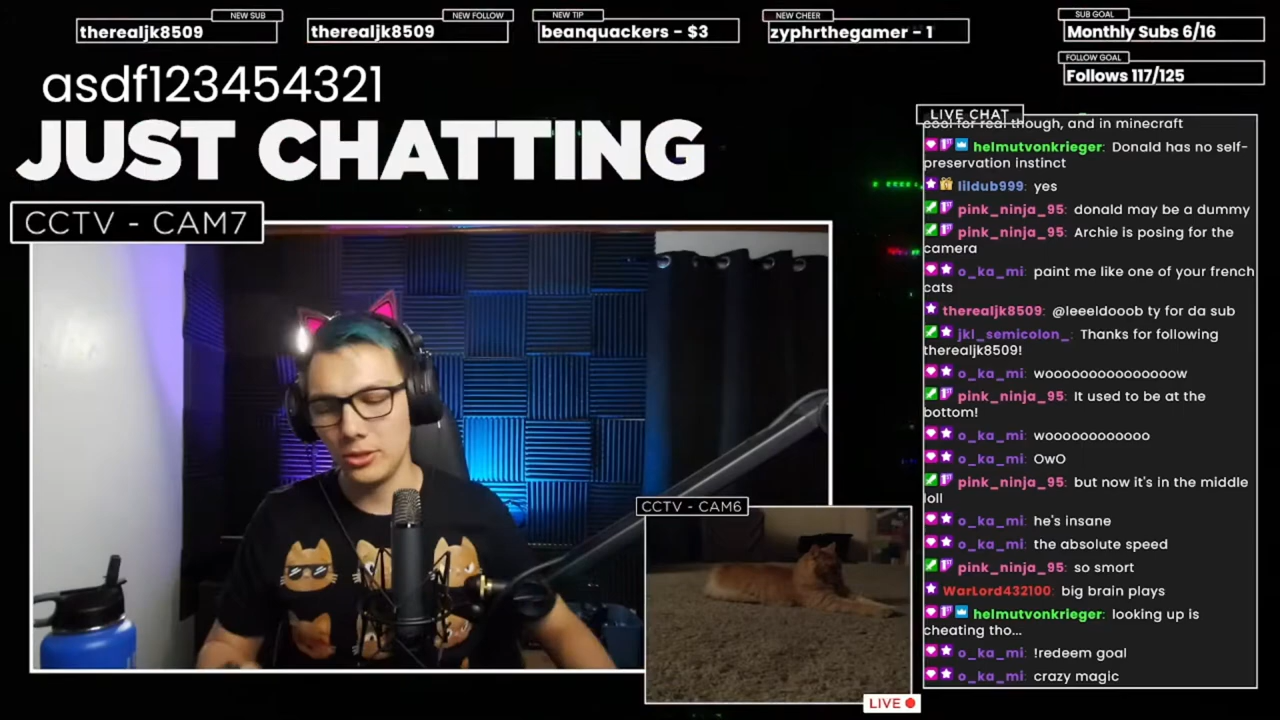 NEW SUB
therealjk8509
NEW FOLLOW
therealjk8509
NEW TIP
beanquackers - $3
NEW CHEER
zyphrthegamer - 1
SUB GOAL
Monthly Subs 6/16
FOLLOW GOAL
Follows 117/125
asdf123454321
JUST CHATTING
CCTV - CAM7
CCTV - CAM6
LIVE
LIVE CHAT
cool for real though, and in minecraft
helmutvonkrieger: Donald has no self-
preservation instinct
lildub999: yes
pink_ninja_95: donald may be a dummy
pink_ninja_95: Archie is posing for the
camera
o_ka_mi: paint me like one of your french
cats
therealjk8509: @leeeldooob ty for da sub
jkl_semicolon_: Thanks for following
therealjk8509!
o_ka_mi: woooooooooooooow
pink_ninja_95: It used to be at the
bottom!
o_ka_mi: woooooooooooo
o_ka_mi: OwO
pink_ninja_95: but now it's in the middle
loll
o_ka_mi: he's insane
o_ka_mi: the absolute speed
pink_ninja_95: so smort
WarLord432100: big brain plays
helmutvonkrieger: looking up is
cheating tho...
o_ka_mi: !redeem goal
o_ka_mi: crazy magic